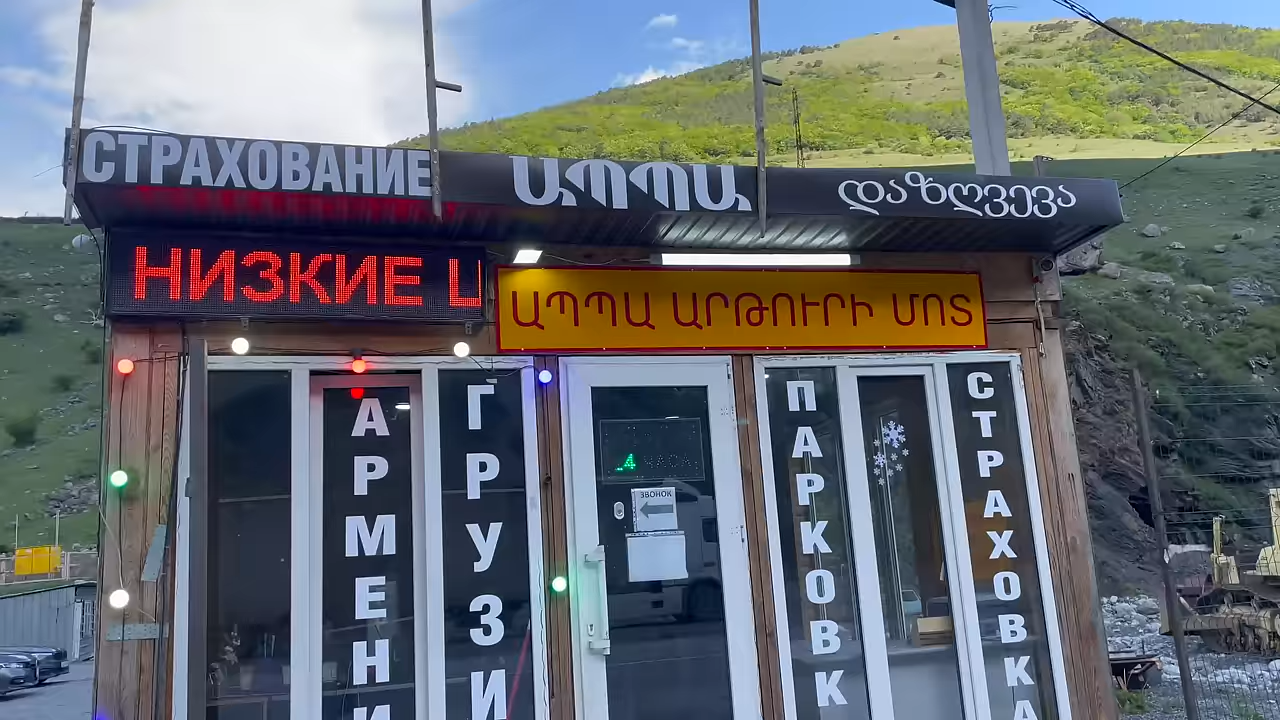 СТРАХОВАНИЕ ԱՊՊԱ დაზღვევა
НИЗКИЕ Ц
ԱՊՊԱ ԱՐԹՈՒՐԻ ՄՈՏ
АРМЕНИ
ГРУЗИ
ЗВОНОК
ПАРКОВК
СТРАХОВКА